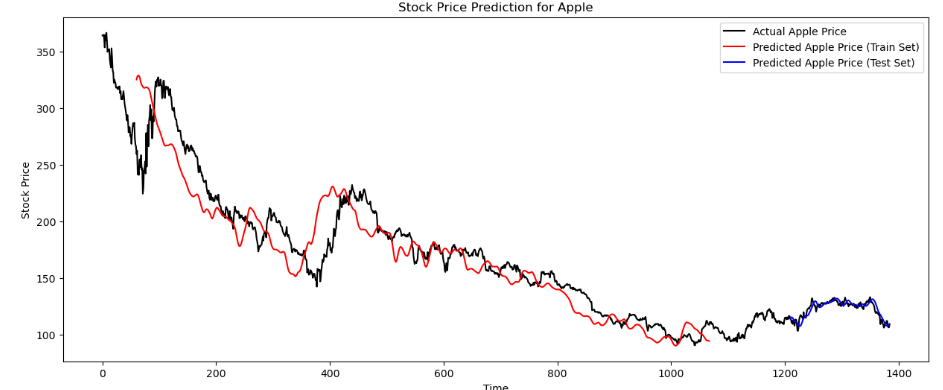 Stock Price Prediction for Apple
Actual Apple Price
Predicted Apple Price (Train Set)
Predicted Apple Price (Test Set)
350
300
250
200
150
100
Stock Price
0 200 400 600 800 1000 1200 1400
Time